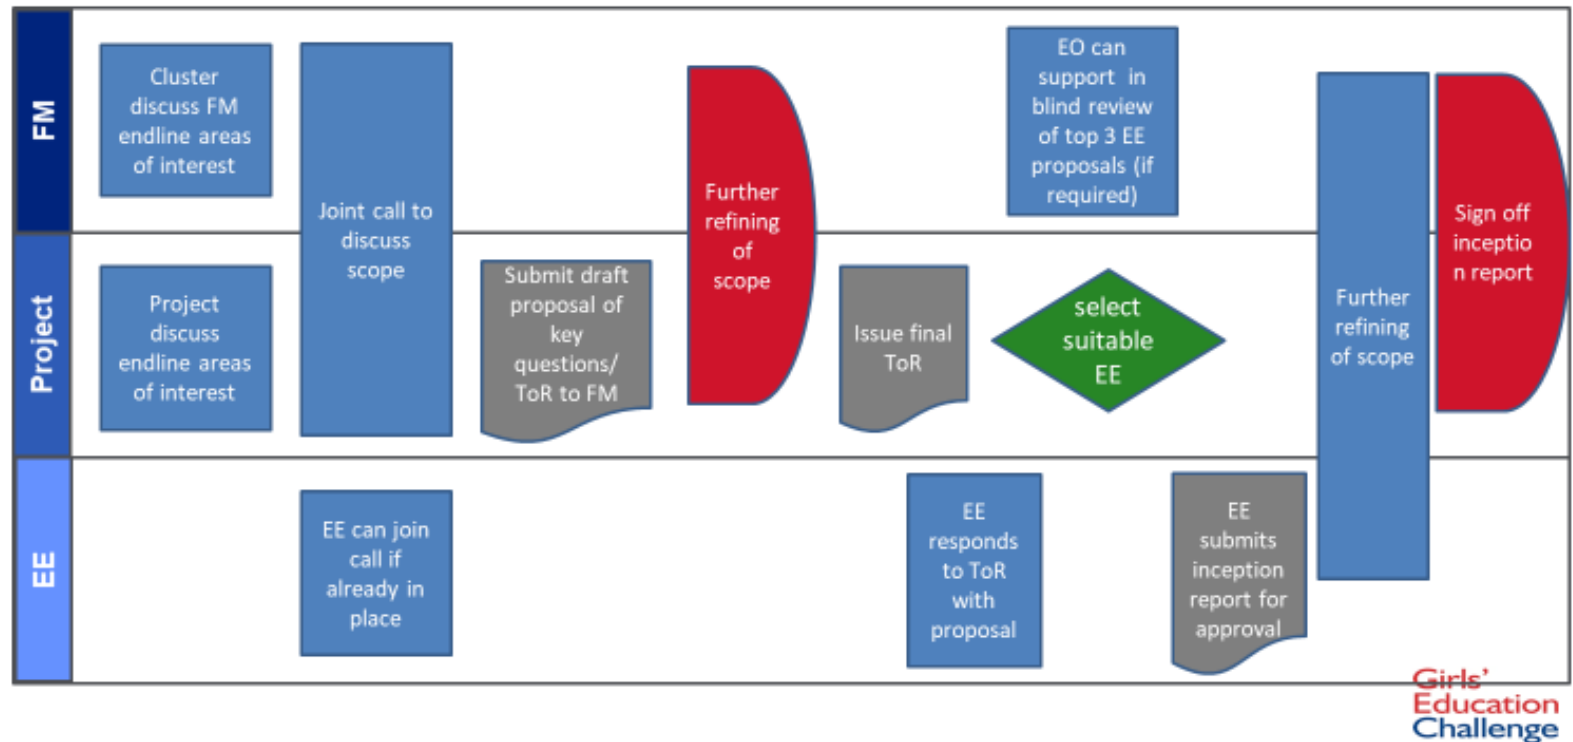 FM
Cluster
discuss FM
endline areas
of interest
Joint call to
discuss
scope
Further
refining
of
scope
EO can
support in
blind review
of top 3 EE
proposals (if
required)
Sign off
inceptio
n report
Project
Project
discuss
endline areas
of interest
Submit draft
proposal of
key
questions/
ToR to FM
Issue final
ToR
select
suitable
EE
Further
refining
of scope
EE
EE can join
call if
already in
place
EE
responds
to ToR
with
proposal
EE
submits
inception
report for
approval
Girls'
Education
Challenge